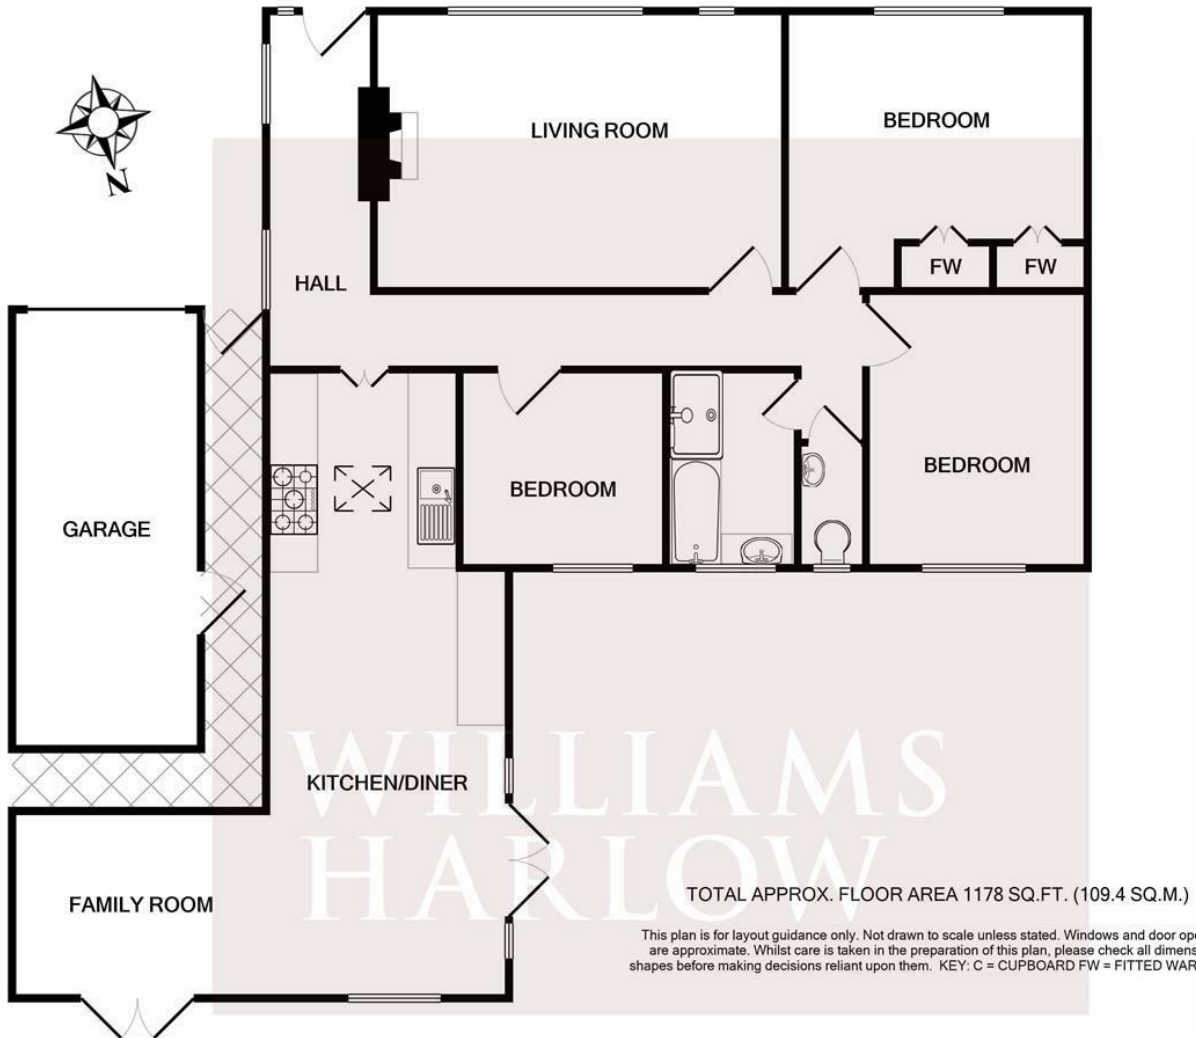 LIVING ROOM
BEDROOM
N
FW
FW
HALL
BEDROOM
BEDROOM
GARAGE
KITCHEN/DINER
WILLIAMS
HARLOW
FAMILY ROOM
TOTAL APPROX. FLOOR AREA 1178 SQ.FT. (109.4 SQ.M.)
This plan is for layout guidance only. Not drawn to scale unless stated. Windows and door ope
are approximate. Whilst care is taken in the preparation of this plan, please check all dimens
shapes before making decisions reliant upon them. KEY: C = CUPBOARD FW = FITTED WAR